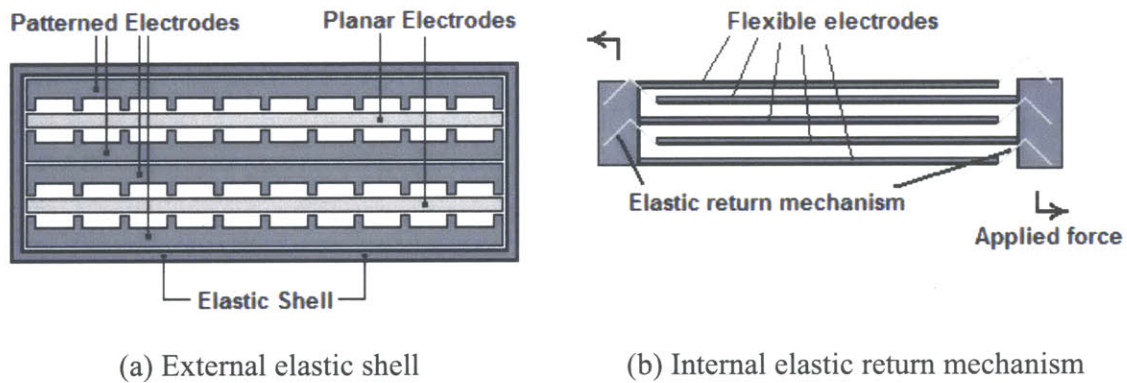 Patterned Electrodes
Planar Electrodes
Elastic Shell
(a) External elastic shell
Flexible electrodes
Elastic return mechanism
Applied force
(b) Internal elastic return mechanism